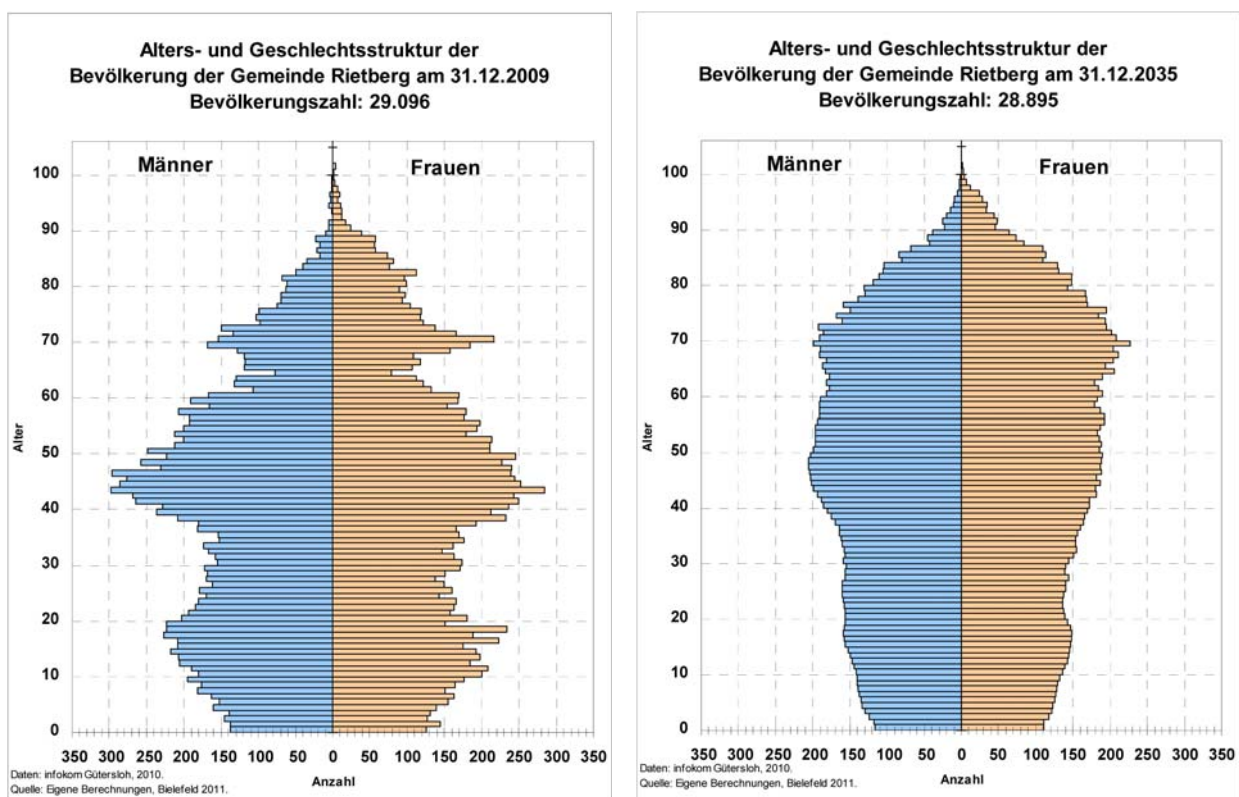 Alters- und Geschlechtsstruktur der
Bevölkerung der Gemeinde Rietberg am 31.12.2009
Bevölkerungszahl: 29.096
Männer
Frauen
100
90
80
70
60
50
40
30
20
10
0
Alter
350 300 250 200 150 100 50 0 50 100 150 200 250 300 350
Anzahl
Daten: infokom Gütersloh, 2010.
Quelle: Eigene Berechnungen, Bielefeld 2011.
Alters- und Geschlechtsstruktur der
Bevölkerung der Gemeinde Rietberg am 31.12.2035
Bevölkerungszahl: 28.895
Männer
Frauen
100
90
80
70
60
50
40
30
20
10
0
Alter
350 300 250 200 150 100 50 0 50 100 150 200 250 300 350
Anzahl
Daten: infokom Gütersloh, 2010.
Quelle: Eigene Berechnungen, Bielefeld 2011.